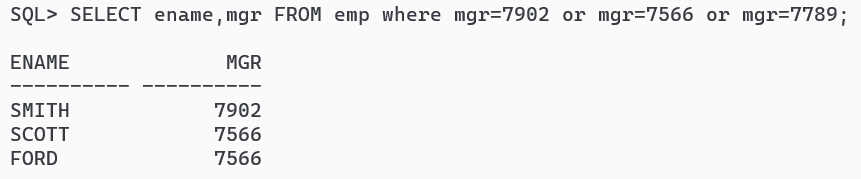 SQL> SELECT ename,mgr FROM emp where mgr=7902 or mgr=7566 or mgr=7789;
ENAME             MGR
---------- ----------
SMITH            7902
SCOTT            7566
FORD             7566